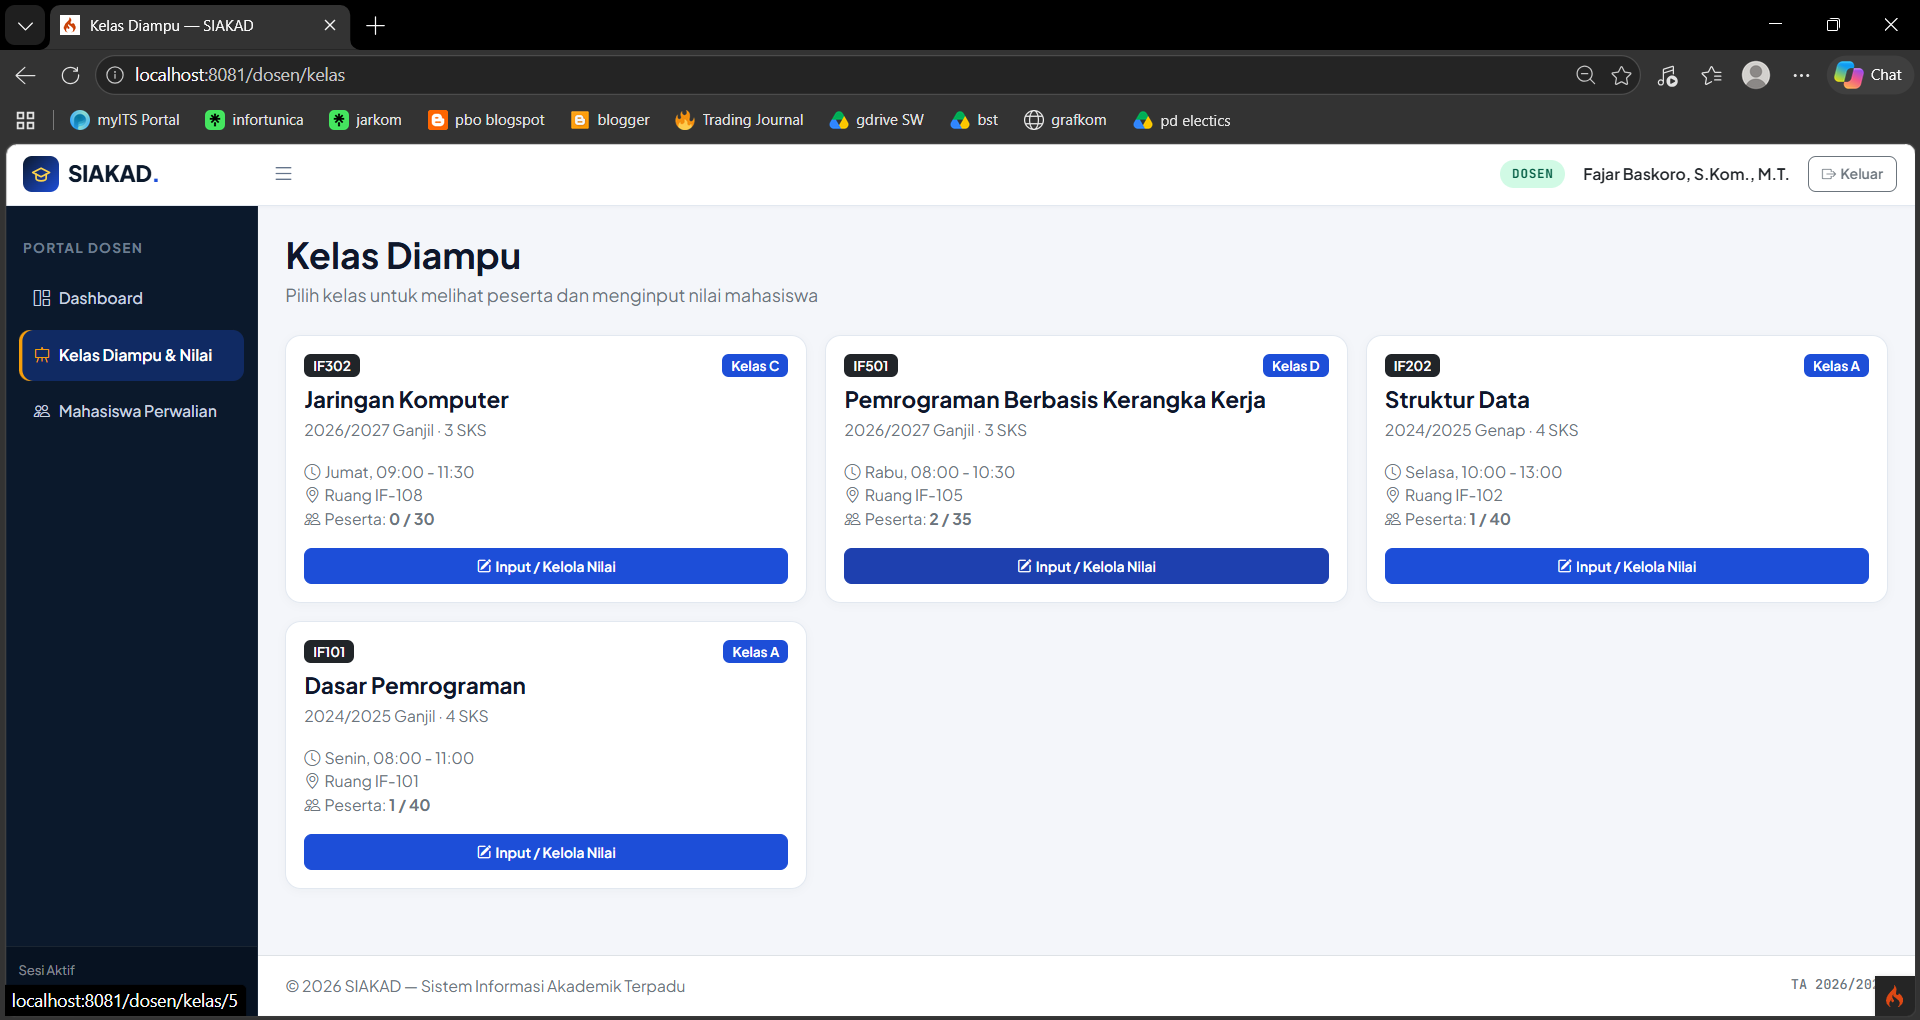 Kelas Diampu — SIAKAD
localhost:8081/dosen/kelas
Chat
myITS Portal
infortunica
jarkom
pbo blogspot
blogger
Trading Journal
gdrive SW
bst
grafkom
pd electics
SIAKAD.
DOSEN
Fajar Baskoro, S.Kom., M.T.
Keluar
PORTAL DOSEN
Dashboard
Kelas Diampu & Nilai
Mahasiswa Perwalian
Kelas Diampu
Pilih kelas untuk melihat peserta dan menginput nilai mahasiswa
IF302
Kelas C
Jaringan Komputer
2026/2027 Ganjil · 3 SKS
Jumat, 09:00 - 11:30
Ruang IF-108
Peserta: 0 / 30
Input / Kelola Nilai
IF501
Kelas D
Pemrograman Berbasis Kerangka Kerja
2026/2027 Ganjil · 3 SKS
Rabu, 08:00 - 10:30
Ruang IF-105
Peserta: 2 / 35
Input / Kelola Nilai
IF202
Kelas A
Struktur Data
2024/2025 Genap · 4 SKS
Selasa, 10:00 - 13:00
Ruang IF-102
Peserta: 1 / 40
Input / Kelola Nilai
IF101
Kelas A
Dasar Pemrograman
2024/2025 Ganjil · 4 SKS
Senin, 08:00 - 11:00
Ruang IF-101
Peserta: 1 / 40
Input / Kelola Nilai
Sesi Aktif
localhost:8081/dosen/kelas/5
© 2026 SIAKAD — Sistem Informasi Akademik Terpadu
TA 2026/20